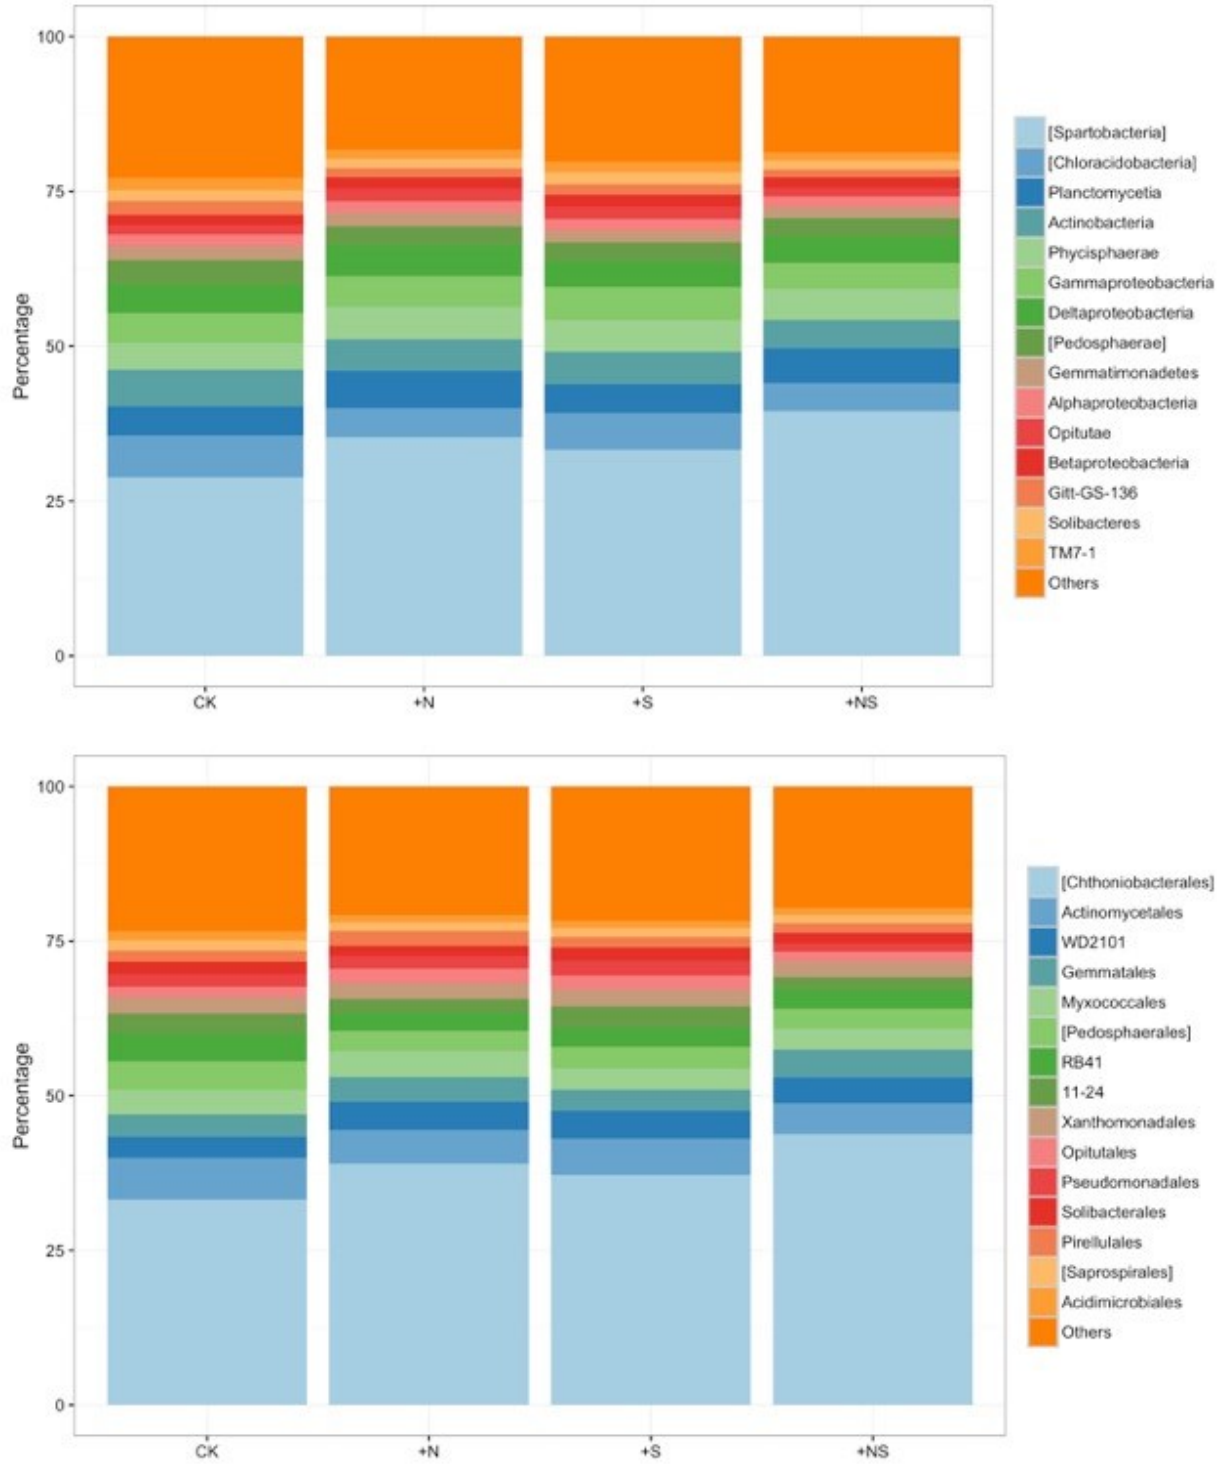 100
75
50
25
0
Percentage
CK
+N
+S
+NS
[Spartobacteria]
[Chloracidobacteria]
Planctomycetia
Actinobacteria
Phycisphaerae
Gammaproteobacteria
Deltaproteobacteria
[Pedosphaerae]
Gemmatimonadetes
Alphaproteobacteria
Opitutae
Betaproteobacteria
Gitt-GS-136
Solibacteres
TM7-1
Others
100
75
50
25
0
Percentage
CK
+N
+S
+NS
[Chthoniobacterales]
Actinomycetales
WD2101
Gemmatales
Myxococcales
[Pedosphaerales]
RB41
11-24
Xanthomonadales
Opitutales
Pseudomonadales
Solibacterales
Pirellulales
[Saprospirales]
Acidimicrobiales
Others